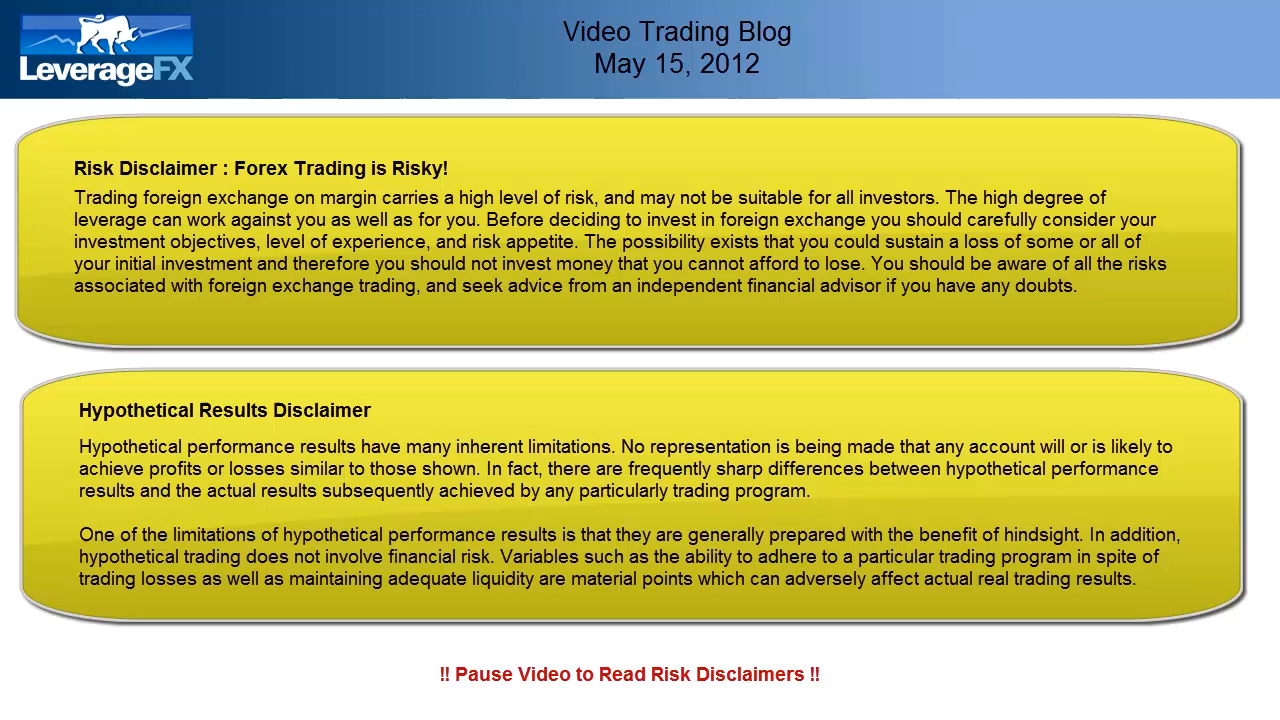 LeverageFX
Video Trading Blog
May 15, 2012
Risk Disclaimer : Forex Trading is Risky!
Trading foreign exchange on margin carries a high level of risk, and may not be suitable for all investors. The high degree of
leverage can work against you as well as for you. Before deciding to invest in foreign exchange you should carefully consider your
investment objectives, level of experience, and risk appetite. The possibility exists that you could sustain a loss of some or all of
your initial investment and therefore you should not invest money that you cannot afford to lose. You should be aware of all the risks
associated with foreign exchange trading, and seek advice from an independent financial advisor if you have any doubts.
Hypothetical Results Disclaimer
Hypothetical performance results have many inherent limitations. No representation is being made that any account will or is likely to
achieve profits or losses similar to those shown. In fact, there are frequently sharp differences between hypothetical performance
results and the actual results subsequently achieved by any particularly trading program.
One of the limitations of hypothetical performance results is that they are generally prepared with the benefit of hindsight. In addition,
hypothetical trading does not involve financial risk. Variables such as the ability to adhere to a particular trading program in spite of
trading losses as well as maintaining adequate liquidity are material points which can adversely affect actual real trading results.
!! Pause Video to Read Risk Disclaimers !!